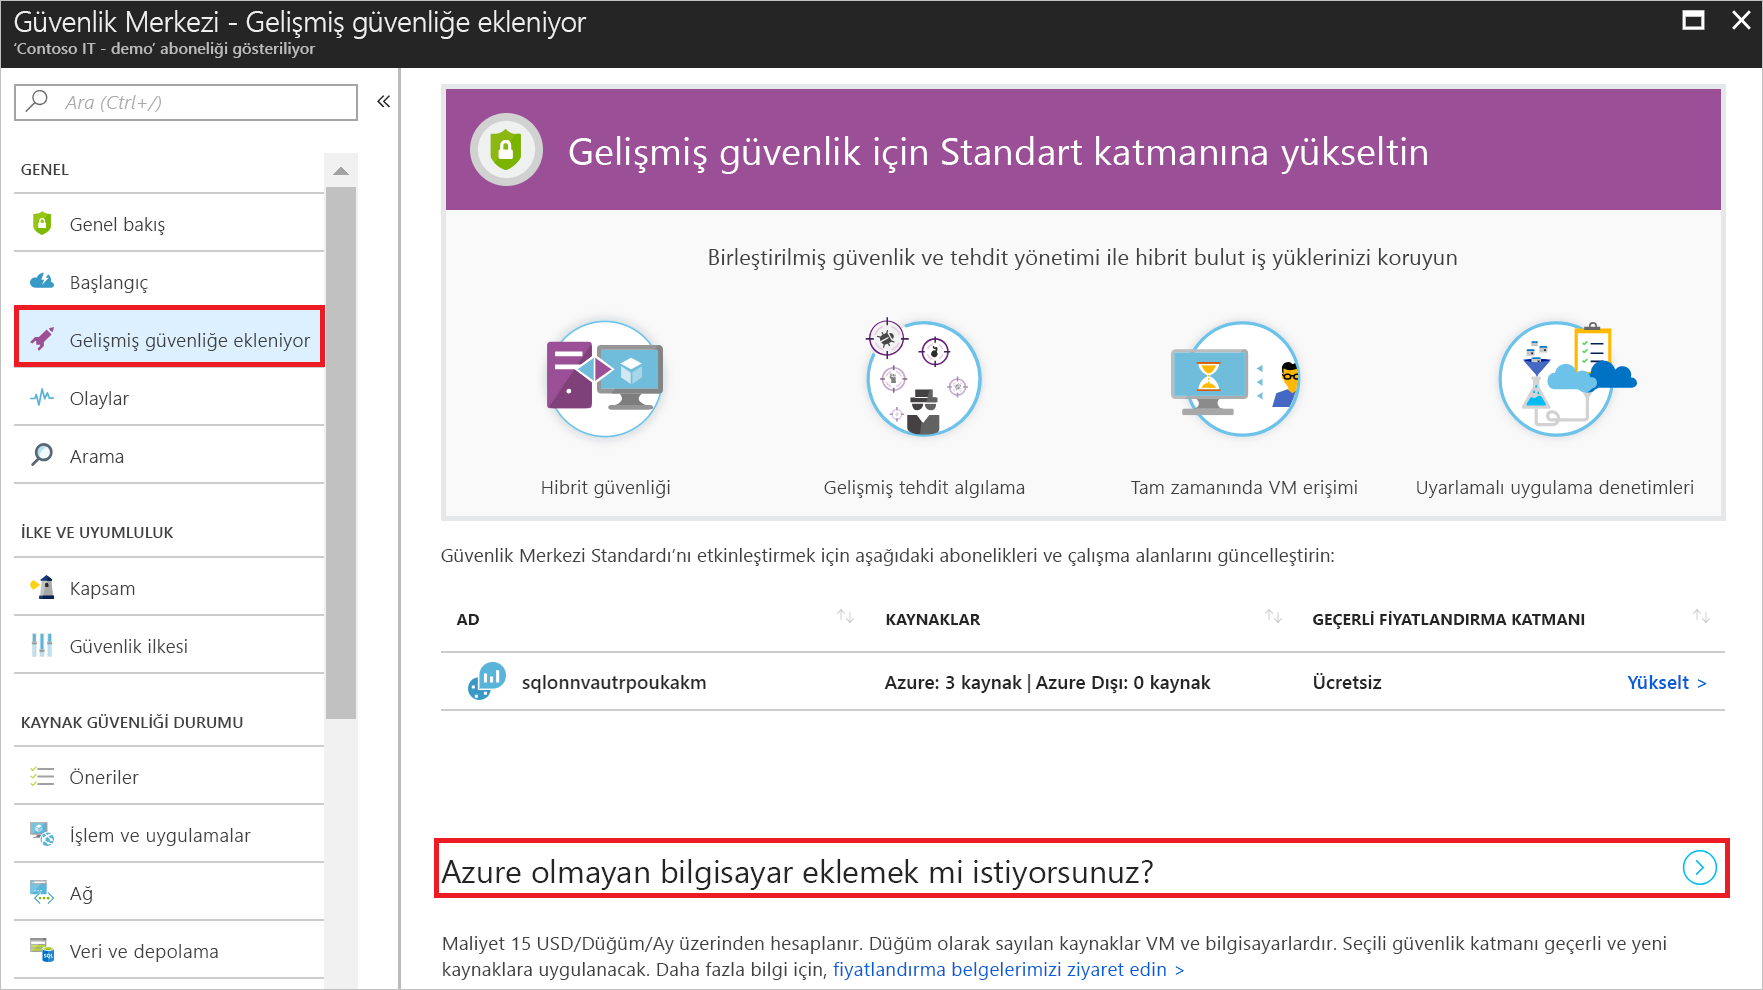 Güvenlik Merkezi - Gelişmiş güvenliğe ekleniyor
‘Contoso IT - demo’ aboneliği gösteriliyor
Ara (Ctrl+/)
GENEL
Genel bakış
Başlangıç
Gelişmiş güvenliğe ekleniyor
Olaylar
Arama
İLKE VE UYUMLULUK
Kapsam
Güvenlik ilkesi
KAYNAK GÜVENLİĞİ DURUMU
Öneriler
İşlem ve uygulamalar
Ağ
Veri ve depolama
Gelişmiş güvenlik için Standart katmanına yükseltin
Birleştirilmiş güvenlik ve tehdit yönetimi ile hibrit bulut iş yüklerinizi koruyun
Hibrit güvenliği
Gelişmiş tehdit algılama
Tam zamanında VM erişimi
Uyarlamalı uygulama denetimleri
Güvenlik Merkezi Standardı’nı etkinleştirmek için aşağıdaki abonelikleri ve çalışma alanlarını güncelleştirin:
AD KAYNAKLAR GEÇERLİ FİYATLANDIRMA KATMANI
sqlonnvautrpoukakm Azure: 3 kaynak | Azure Dışı: 0 kaynak Ücretsiz Yükselt >
Azure olmayan bilgisayar eklemek mi istiyorsunuz?
Maliyet 15 USD/Düğüm/Ay üzerinden hesaplanır. Düğüm olarak sayılan kaynaklar VM ve bilgisayarlardır. Seçili güvenlik katmanı geçerli ve yeni
kaynaklara uygulanacak. Daha fazla bilgi için, fiyatlandırma belgelerimizi ziyaret edin >